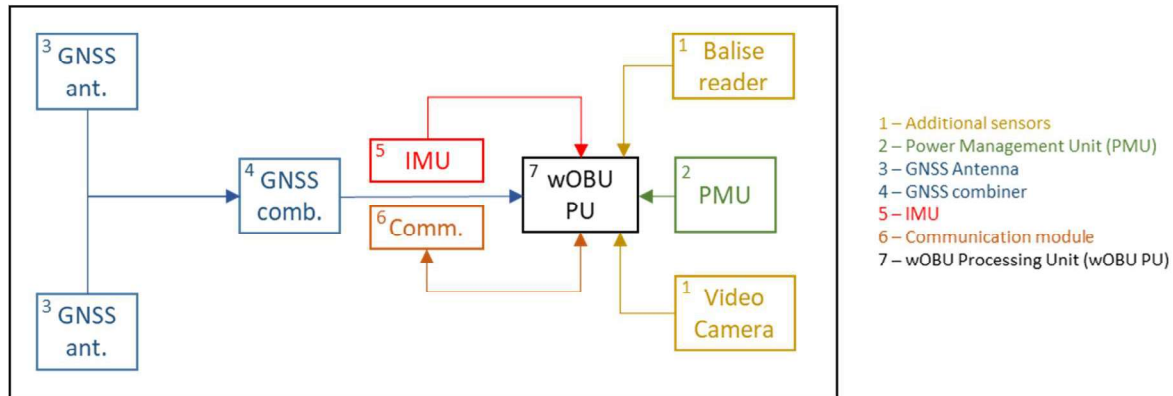 3 GNSS
ant.
1 Balise
reader
5 IMU
4 GNSS
comb.
7 wOBU
PU
2 PMU
6 Comm.
3 GNSS
ant.
1 Video
Camera
1 – Additional sensors
2 – Power Management Unit (PMU)
3 – GNSS Antenna
4 – GNSS combiner
5 – IMU
6 – Communication module
7 – wOBU Processing Unit (wOBU PU)